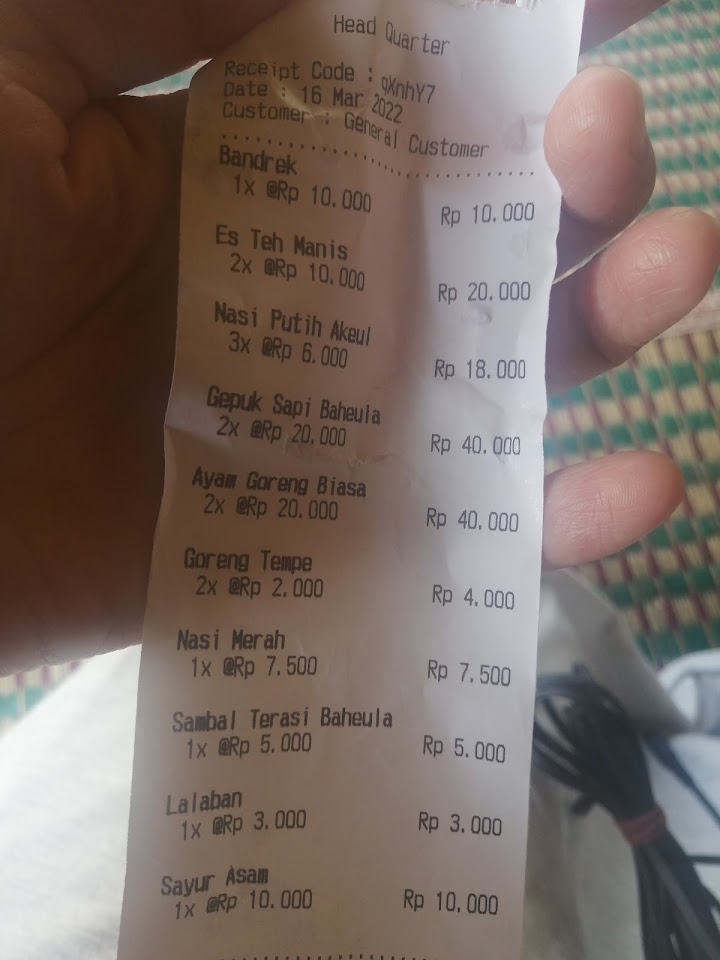 Head Quarter
Receipt Code : qXnhY7
Date : 16 Mar 2022
Customer : General Customer
Bandrek
1x @Rp 10.000 Rp 10.000
Es Teh Manis
2x @Rp 10.000 Rp 20.000
Nasi Putih Akeul
3x @Rp 6.000 Rp 18.000
Gepuk Sapi Baheula
2x @Rp 20.000 Rp 40.000
Ayam Goreng Biasa
2x @Rp 20.000 Rp 40.000
Goreng Tempe
2x @Rp 2.000 Rp 4.000
Nasi Merah
1x @Rp 7.500 Rp 7.500
Sambal Terasi Baheula
1x @Rp 5.000 Rp 5.000
Lalaban
1x @Rp 3.000 Rp 3.000
Sayur Asam
1x @Rp 10.000 Rp 10.000